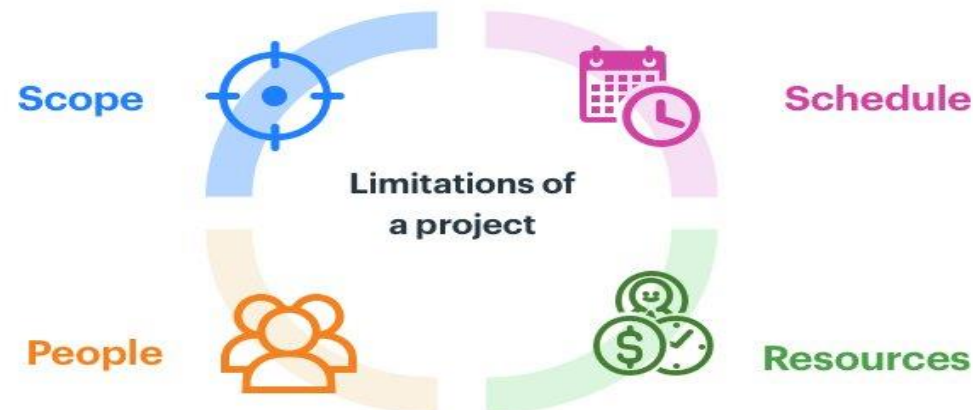 Scope
Schedule
Limitations of
a project
People
Resources